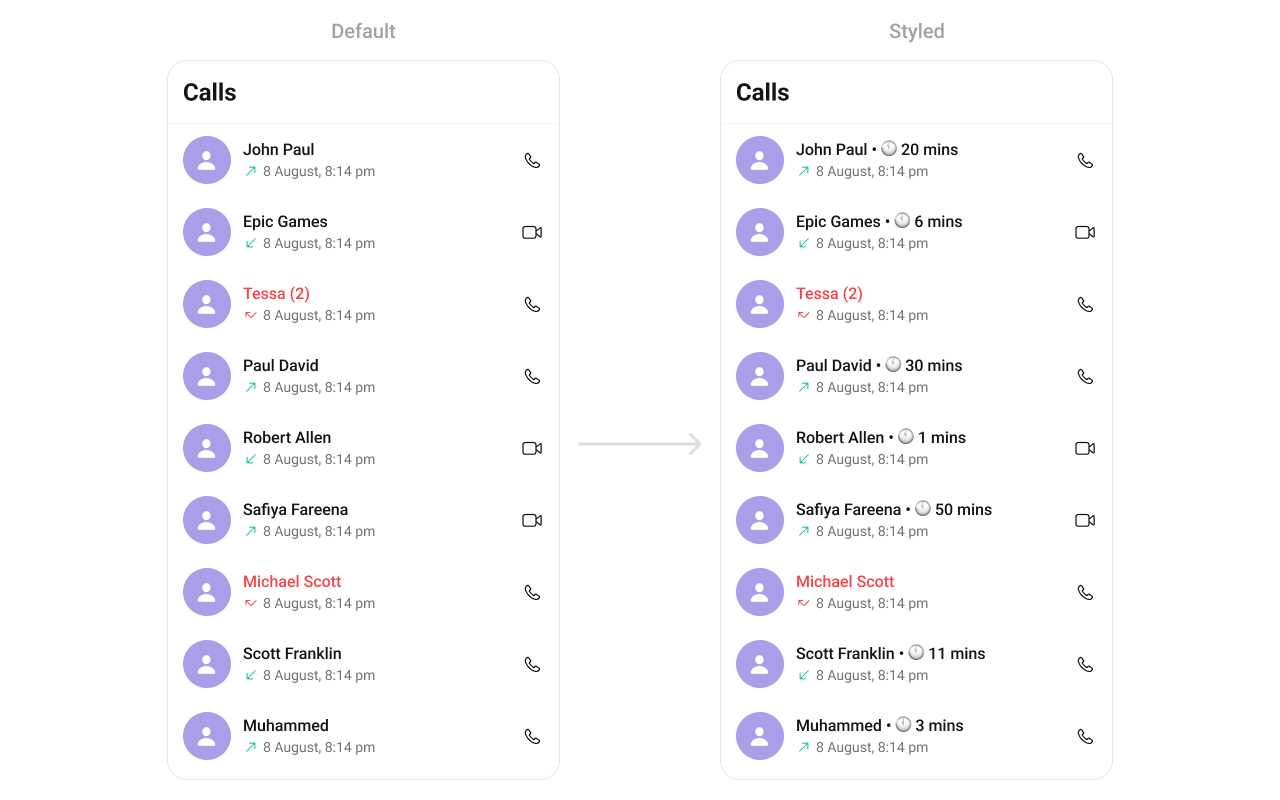 Default
Calls
John Paul
8 August, 8:14 pm
Epic Games
8 August, 8:14 pm
Tessa (2)
8 August, 8:14 pm
Paul David
8 August, 8:14 pm
Robert Allen
8 August, 8:14 pm
Safiya Fareena
8 August, 8:14 pm
Michael Scott
8 August, 8:14 pm
Scott Franklin
8 August, 8:14 pm
Muhammed
8 August, 8:14 pm
Styled
Calls
John Paul • 🕛 20 mins
8 August, 8:14 pm
Epic Games • 🕛 6 mins
8 August, 8:14 pm
Tessa (2)
8 August, 8:14 pm
Paul David • 🕛 30 mins
8 August, 8:14 pm
Robert Allen • 🕛 1 mins
8 August, 8:14 pm
Safiya Fareena • 🕛 50 mins
8 August, 8:14 pm
Michael Scott
8 August, 8:14 pm
Scott Franklin • 🕛 11 mins
8 August, 8:14 pm
Muhammed • 🕛 3 mins
8 August, 8:14 pm